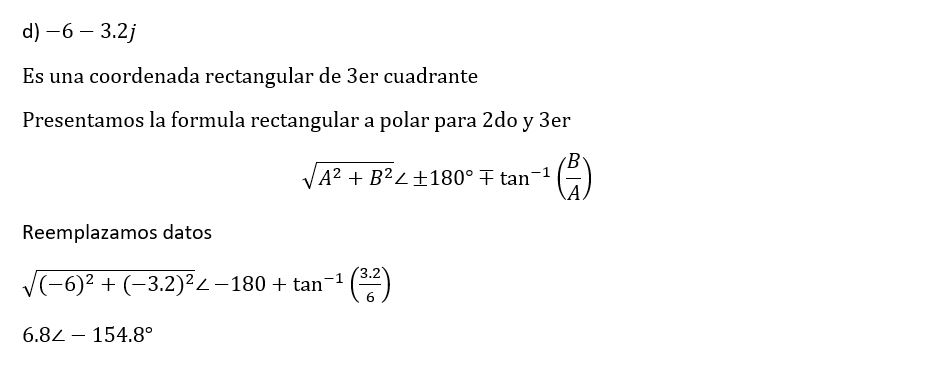 d) −6 − 3.2j
Es una coordenada rectangular de 3er cuadrante
Presentamos la formula rectangular a polar para 2do y 3er
√(A² + B²)∠ ±180° ∓ tan⁻¹(B/A)
Reemplazamos datos
√((−6)² + (−3.2)²)∠ −180 + tan⁻¹(3.2/6)
6.8∠ − 154.8°